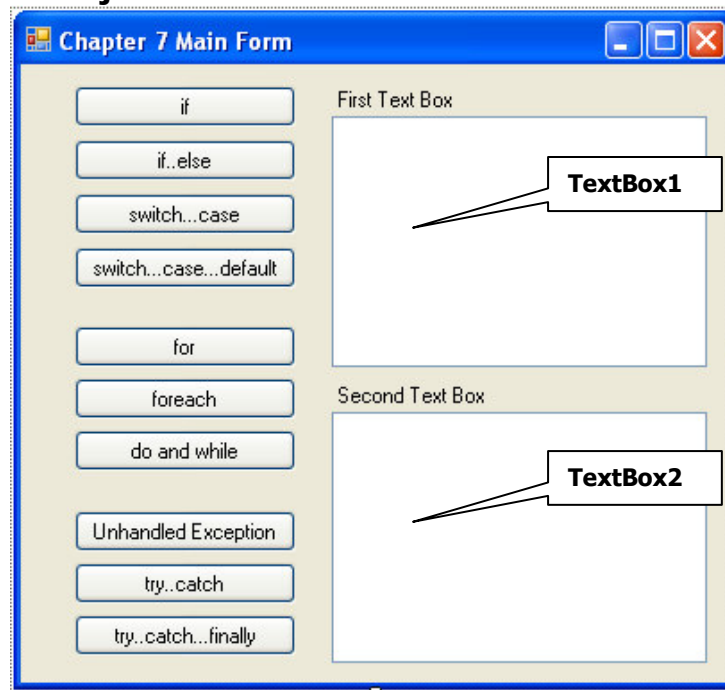 Chapter 7 Main Form
if
if..else
switch...case
switch...case...default
for
foreach
do and while
Unhandled Exception
try..catch
try..catch...finally
First Text Box
TextBox1
Second Text Box
TextBox2